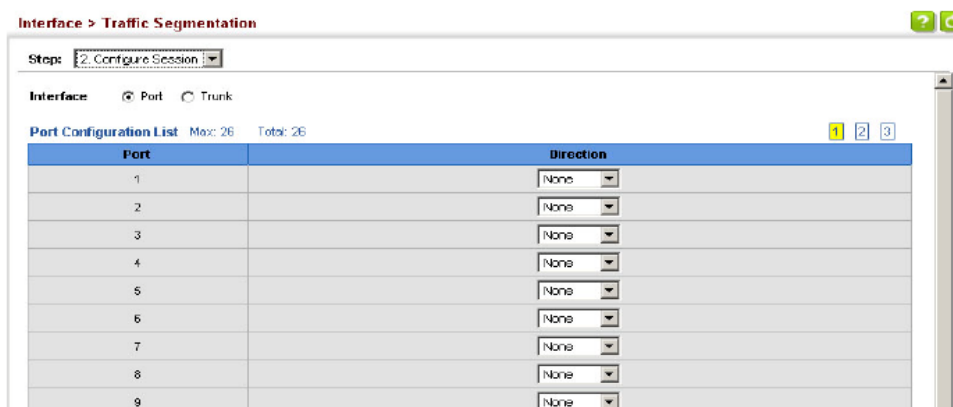 Interface > Traffic Segmentation
?
Step: 2. Configure Session
Interface Port Trunk
Port Configuration List Max: 26 Total: 26 1 2 3
Port Direction
1 None
2 None
3 None
4 None
5 None
6 None
7 None
8 None
9 None